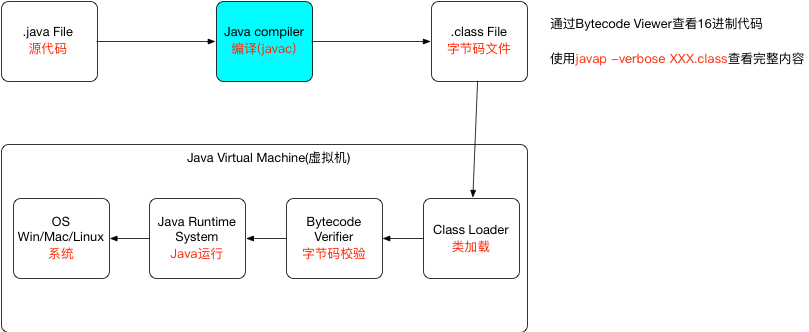 .java File
源代码
Java compiler
编译(javac)
.class File
字节码文件
通过Bytecode Viewer查看16进制代码
使用javap –verbose XXX.class查看完整内容
Java Virtual Machine(虚拟机)
OS
Win/Mac/Linux
系统
Java Runtime
System
Java运行
Bytecode
Verifier
字节码校验
Class Loader
类加载